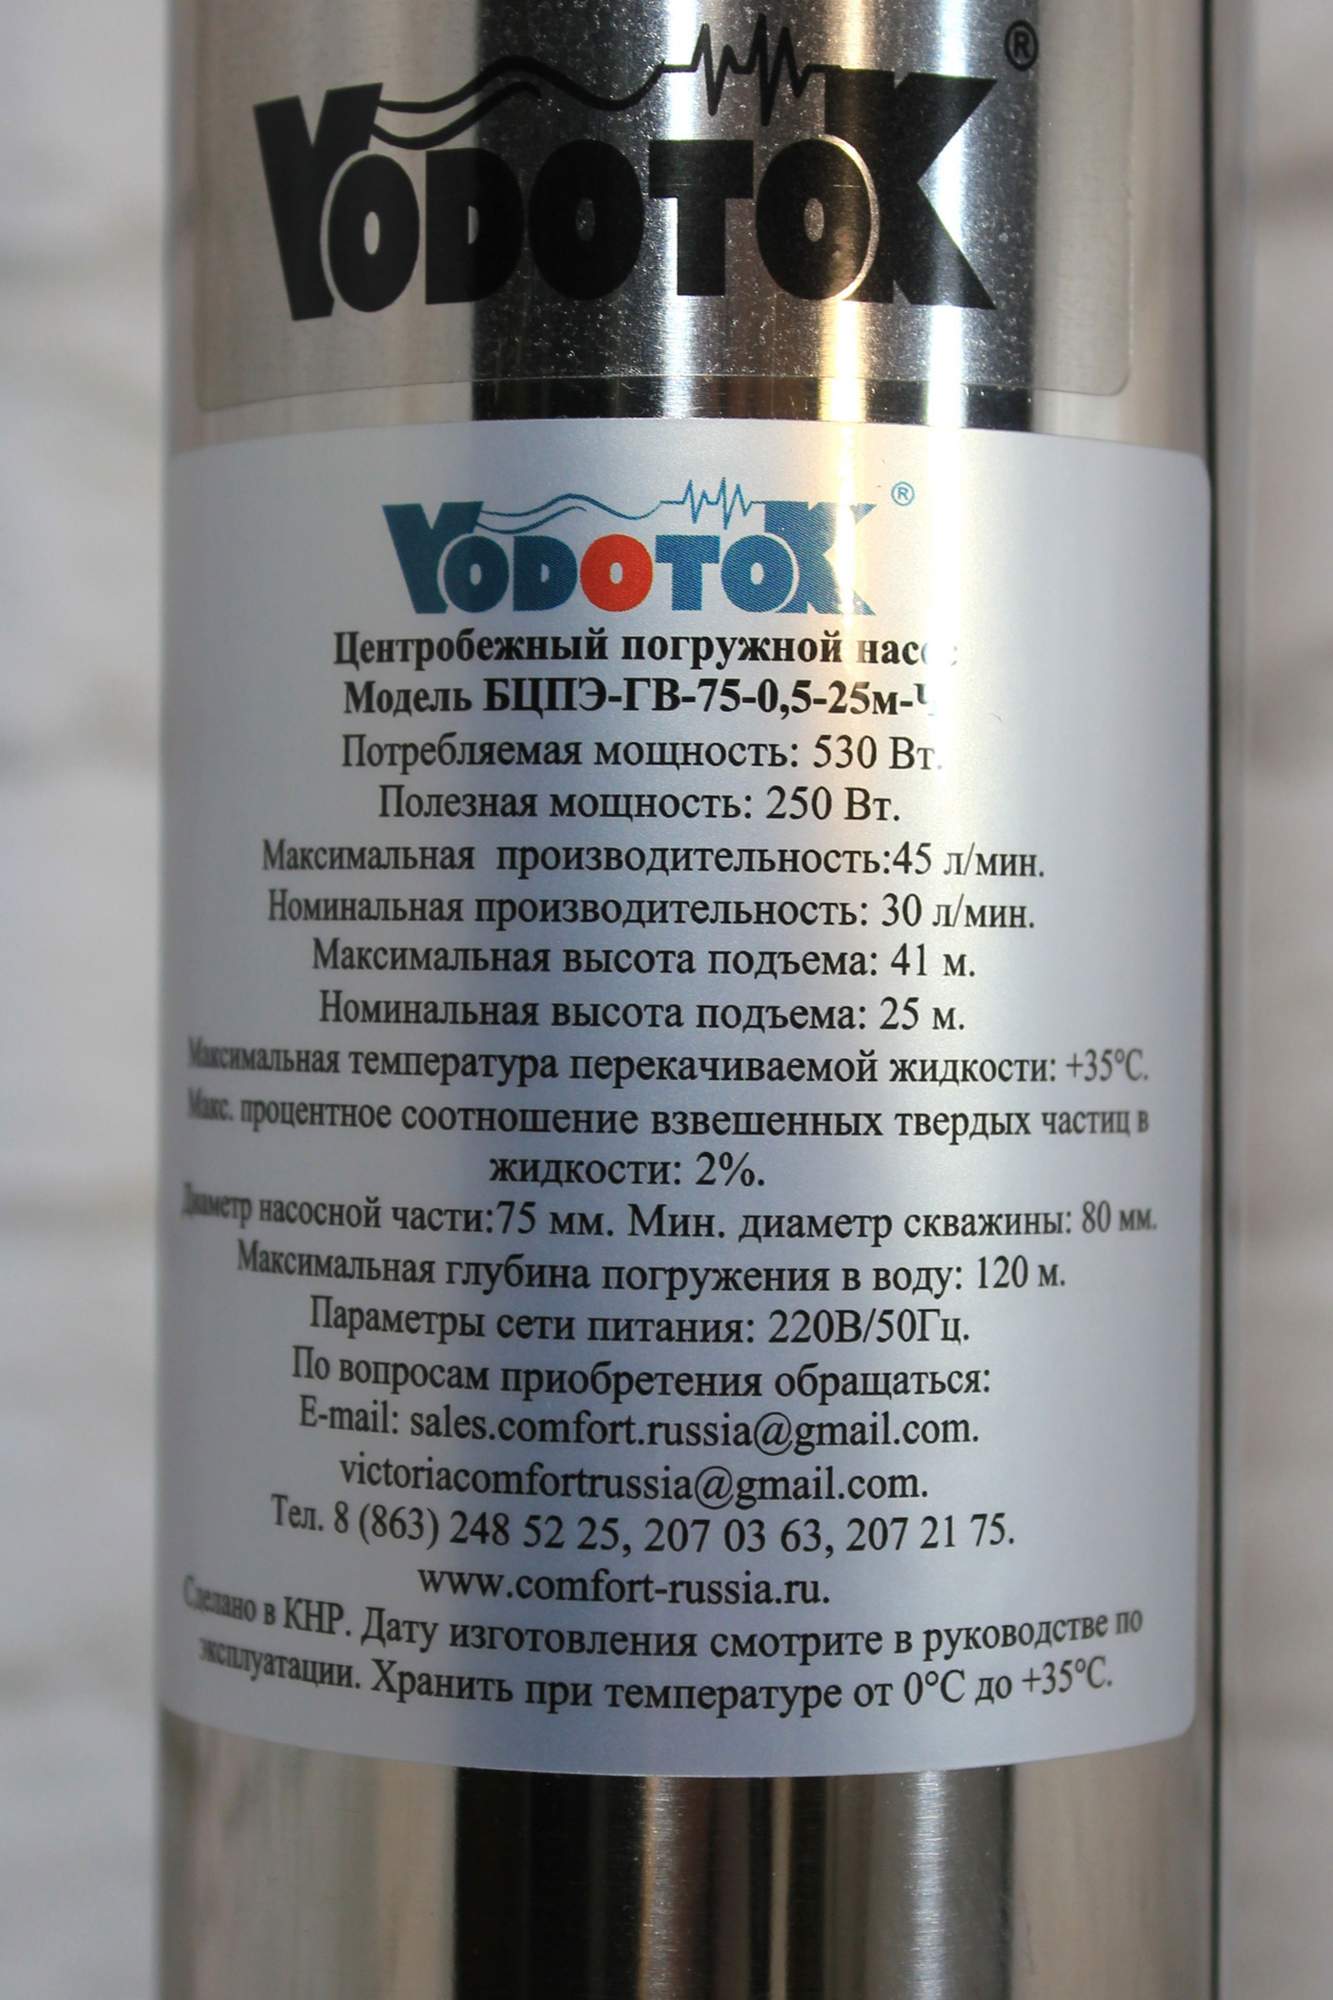 VODOTOK ®
VODOTOK ®
Центробежный погружной насос
Модель БЦПЭ-ГВ-75-0,5-25м-Ч
Потребляемая мощность: 530 Вт.
Полезная мощность: 250 Вт.
Максимальная производительность:45 л/мин.
Номинальная производительность: 30 л/мин.
Максимальная высота подъема: 41 м.
Номинальная высота подъема: 25 м.
Максимальная температура перекачиваемой жидкости: +35°С.
Макс. процентное соотношение взвешенных твердых частиц в
жидкости: 2%.
Диаметр насосной части:75 мм. Мин. диаметр скважины: 80 мм.
Максимальная глубина погружения в воду: 120 м.
Параметры сети питания: 220В/50Гц.
По вопросам приобретения обращаться:
E-mail: sales.comfort.russia@gmail.com.
victoriacomfortrussia@gmail.com.
Тел. 8 (863) 248 52 25, 207 03 63, 207 21 75.
www.comfort-russia.ru.
Сделано в КНР. Дату изготовления смотрите в руководстве по
эксплуатации. Хранить при температуре от 0°С до +35°С.